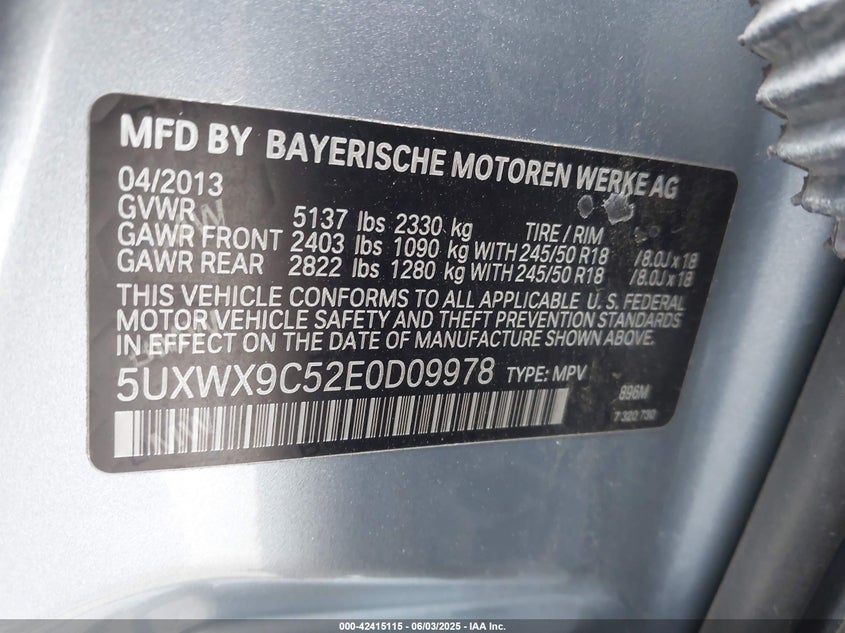 MFD BY BAYERISCHE MOTOREN WERKE AG
04/2013
GVWR 5137 lbs 2330 kg TIRE / RIM
GAWR FRONT 2403 lbs 1090 kg WITH 245/50 R18 /8.0J x 18
GAWR REAR 2822 lbs 1280 kg WITH 245/50 R18 /8.0J x 18
THIS VEHICLE CONFORMS TO ALL APPLICABLE U. S. FEDERAL
MOTOR VEHICLE SAFETY AND THEFT PREVENTION STANDARDS
IN EFFECT ON THE DATE OF MANUFACTURE SHOWN ABOVE.
5UXWX9C52E0D09978 TYPE: MPV 896M
7 320 730
000-42415115 - 06/03/2025 - IAA Inc.